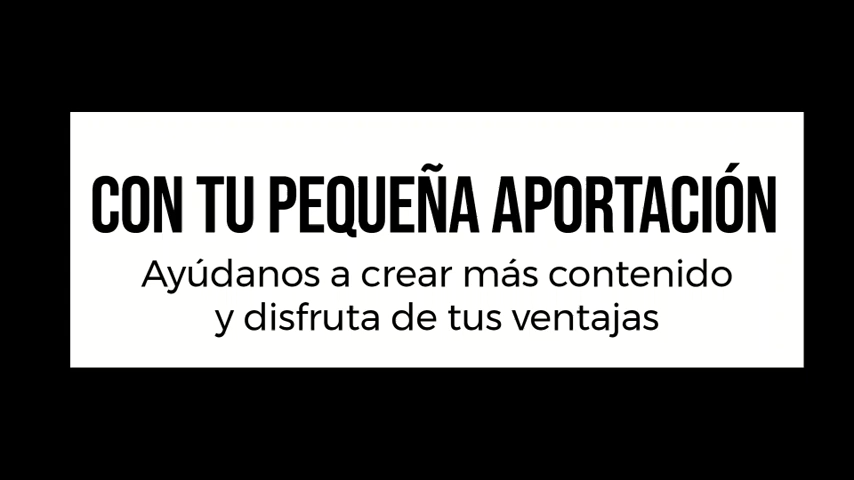 CON TU PEQUEÑA APORTACIÓN
Ayúdanos a crear más contenido
y disfruta de tus ventajas